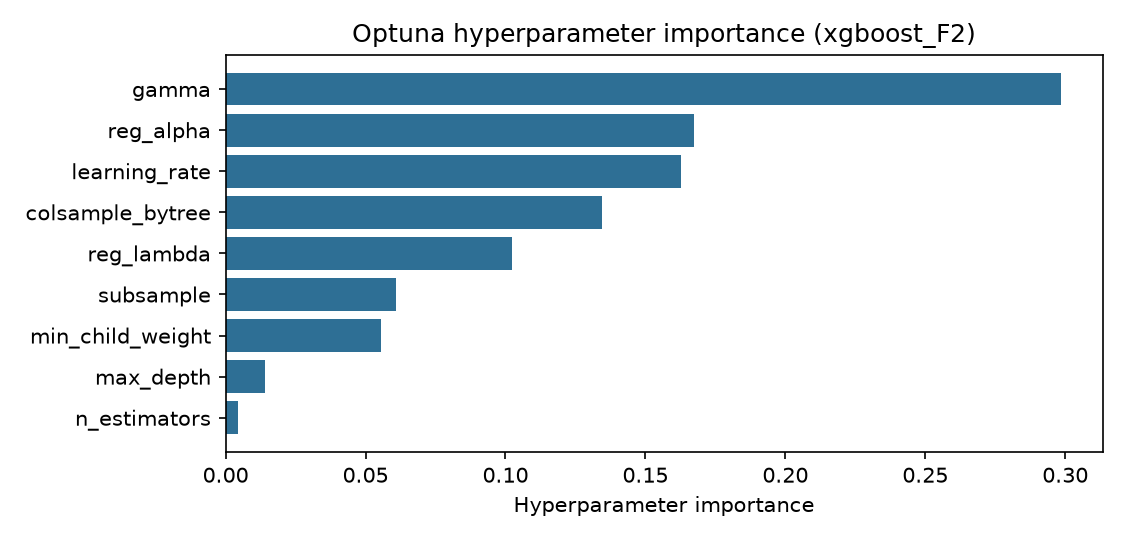 Optuna hyperparameter importance (xgboost_F2)
gamma
reg_alpha
learning_rate
colsample_bytree
reg_lambda
subsample
min_child_weight
max_depth
n_estimators
0.00 0.05 0.10 0.15 0.20 0.25 0.30
Hyperparameter importance